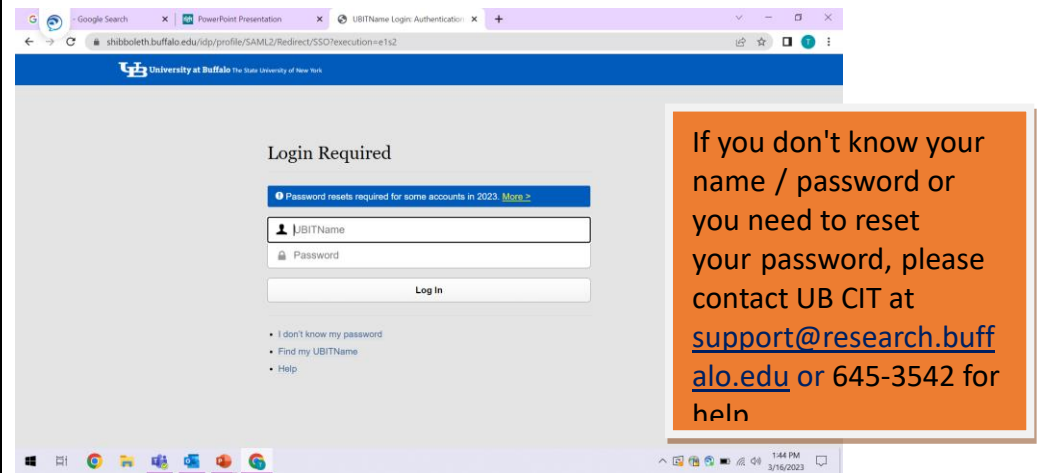 G - Google Search
PowerPoint Presentation
UBITName Login: Authentication
shibboleth.buffalo.edu/idp/profile/SAML2/Redirect/SSO?execution=e1s2
T
UB University at Buffalo The State University of New York
Login Required
Password resets required for some accounts in 2023. More >
UBITName
Password
Log In
• I don't know my password
• Find my UBITName
• Help
If you don't know your
name / password or
you need to reset
your password, please
contact UB CIT at
support@research.buff
alo.edu or 645-3542 for
help
1:44 PM
3/16/2023